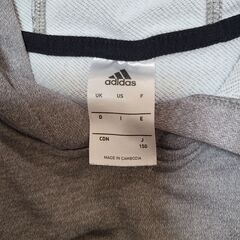 adidas
UK US F
D I E
CDN J
150
MADE IN CAMBODIA